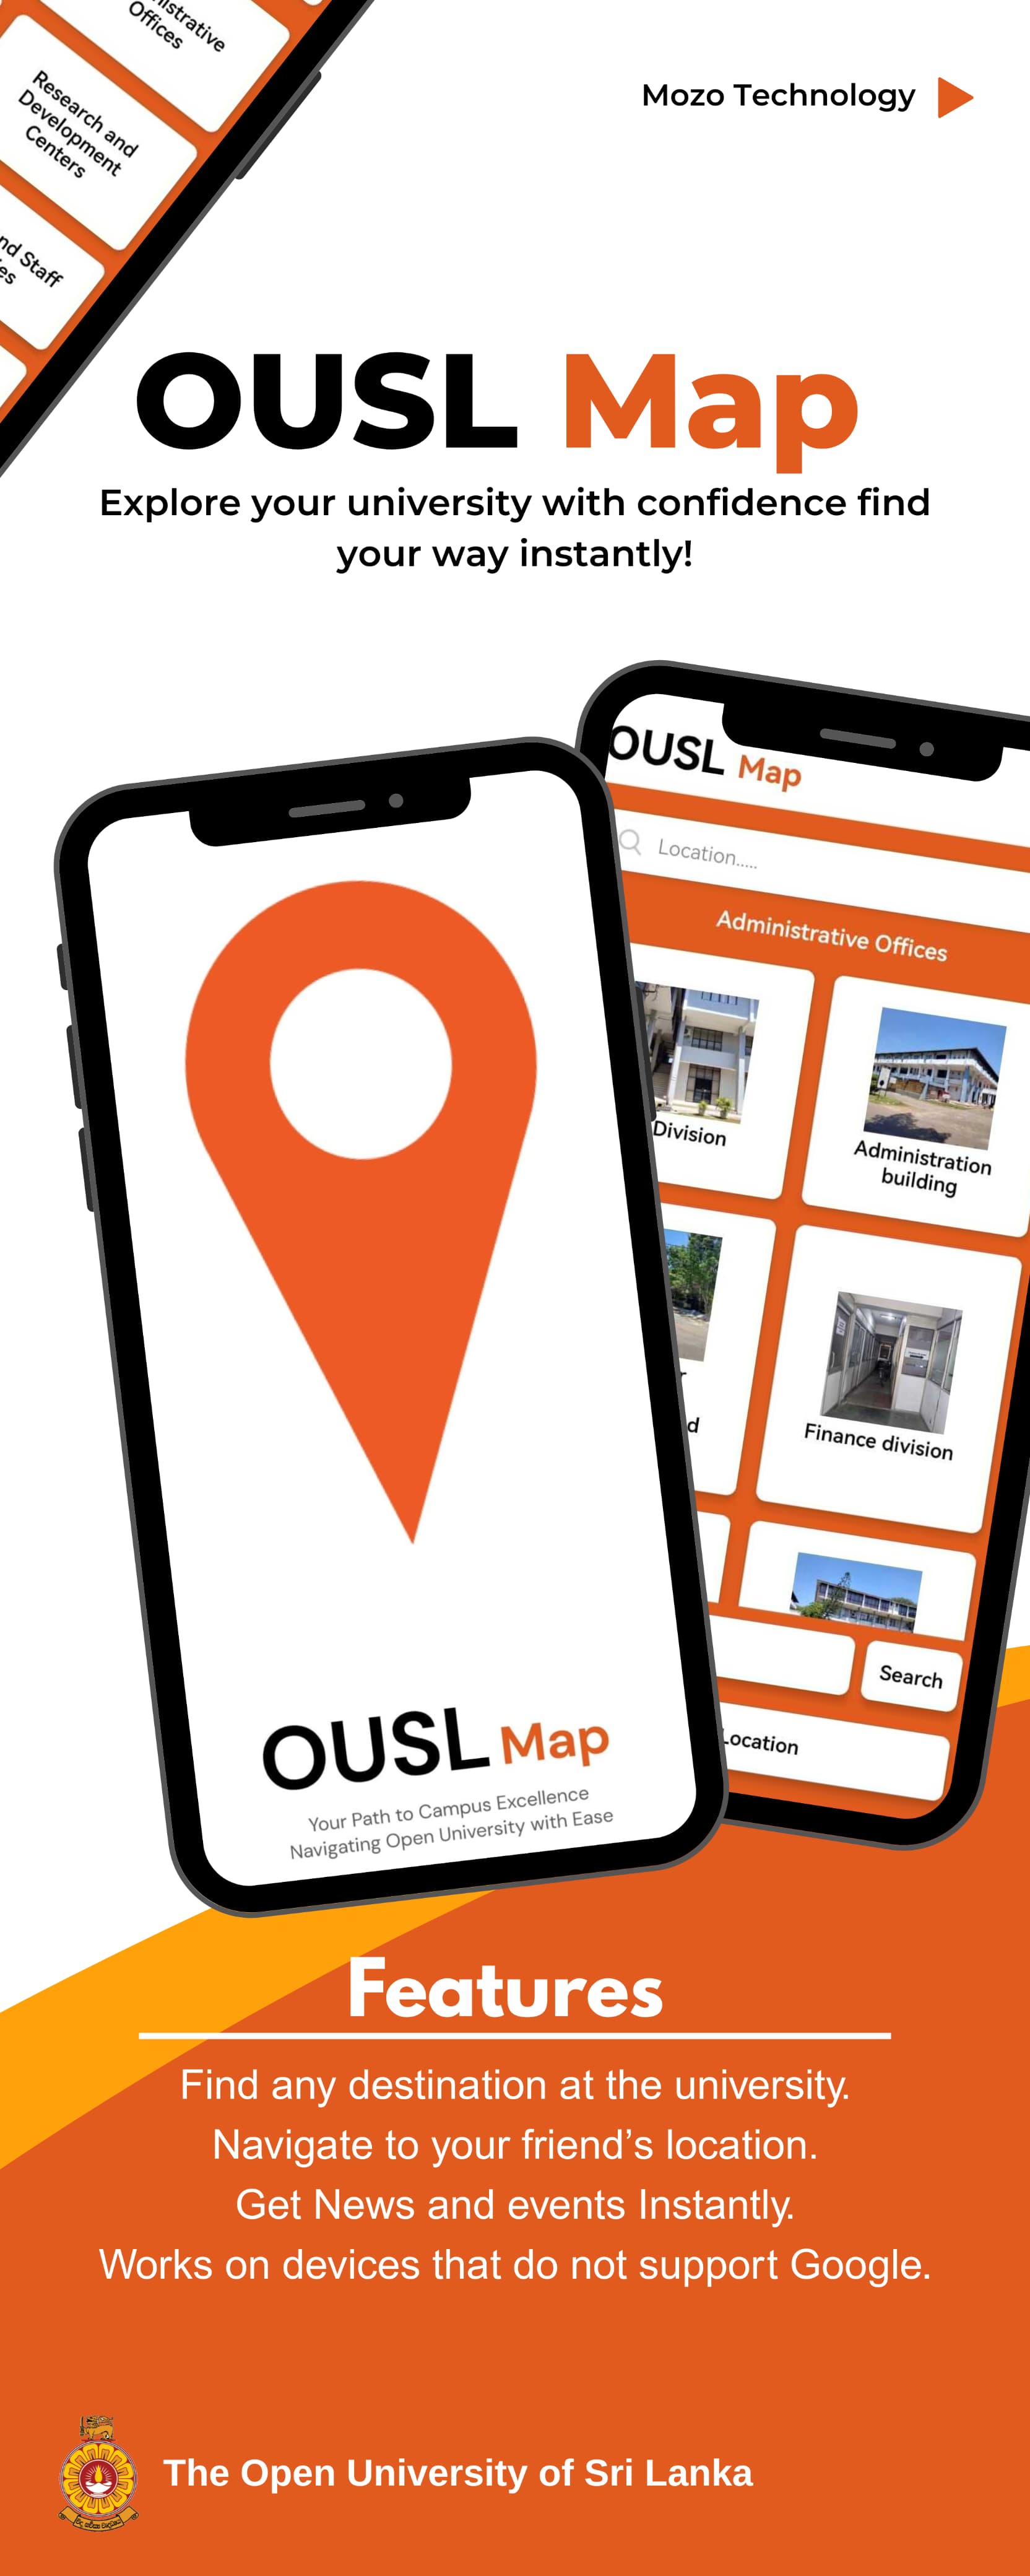 Offices
Research and
Development
Centers
nd Staff
es
Mozo Technology
OUSL Map
Explore your university with confidence find
your way instantly!
OUSL Map
Location.....
Administrative Offices
Division
Administration
building
d
Finance division
Search
Location
OUSL Map
Your Path to Campus Excellence
Navigating Open University with Ease
Features
Find any destination at the university.
Navigate to your friend’s location.
Get News and events Instantly.
Works on devices that do not support Google.
The Open University of Sri Lanka